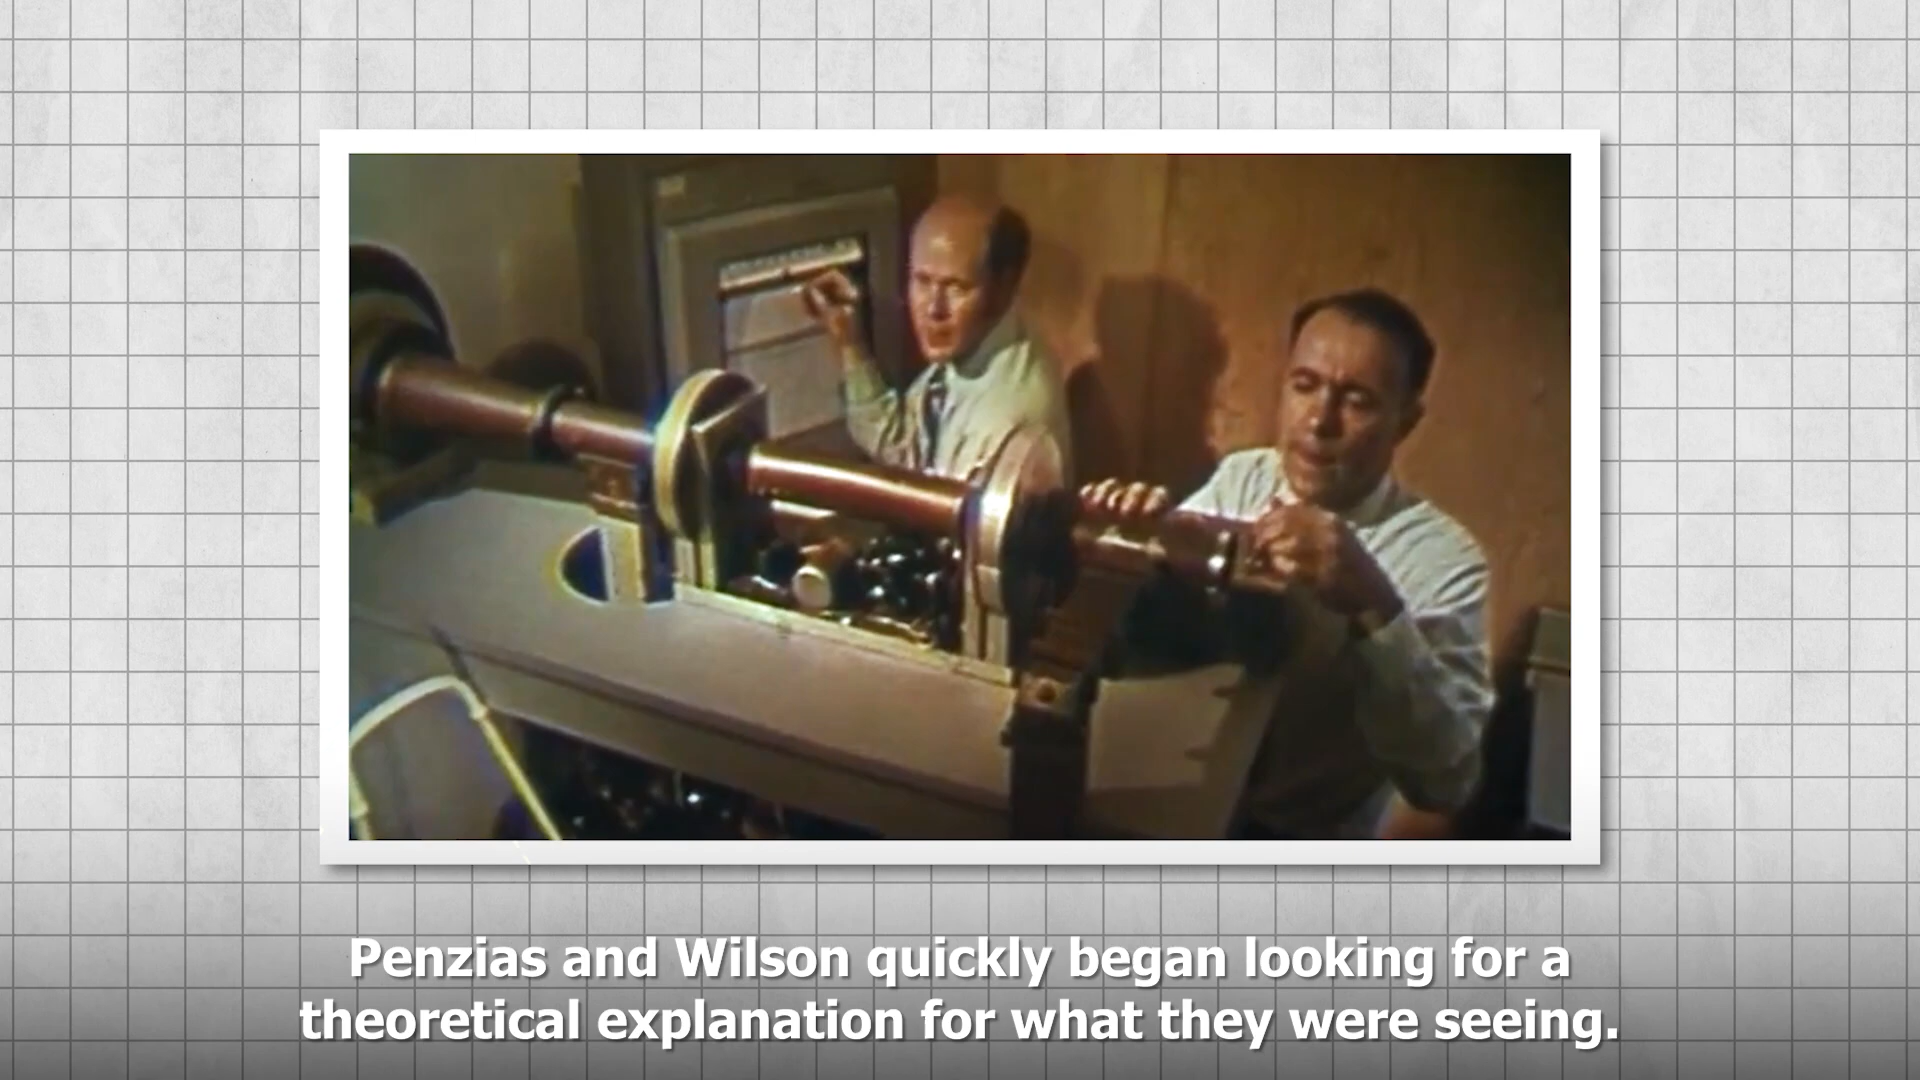 Penzias and Wilson quickly began looking for a
theoretical explanation for what they were seeing.